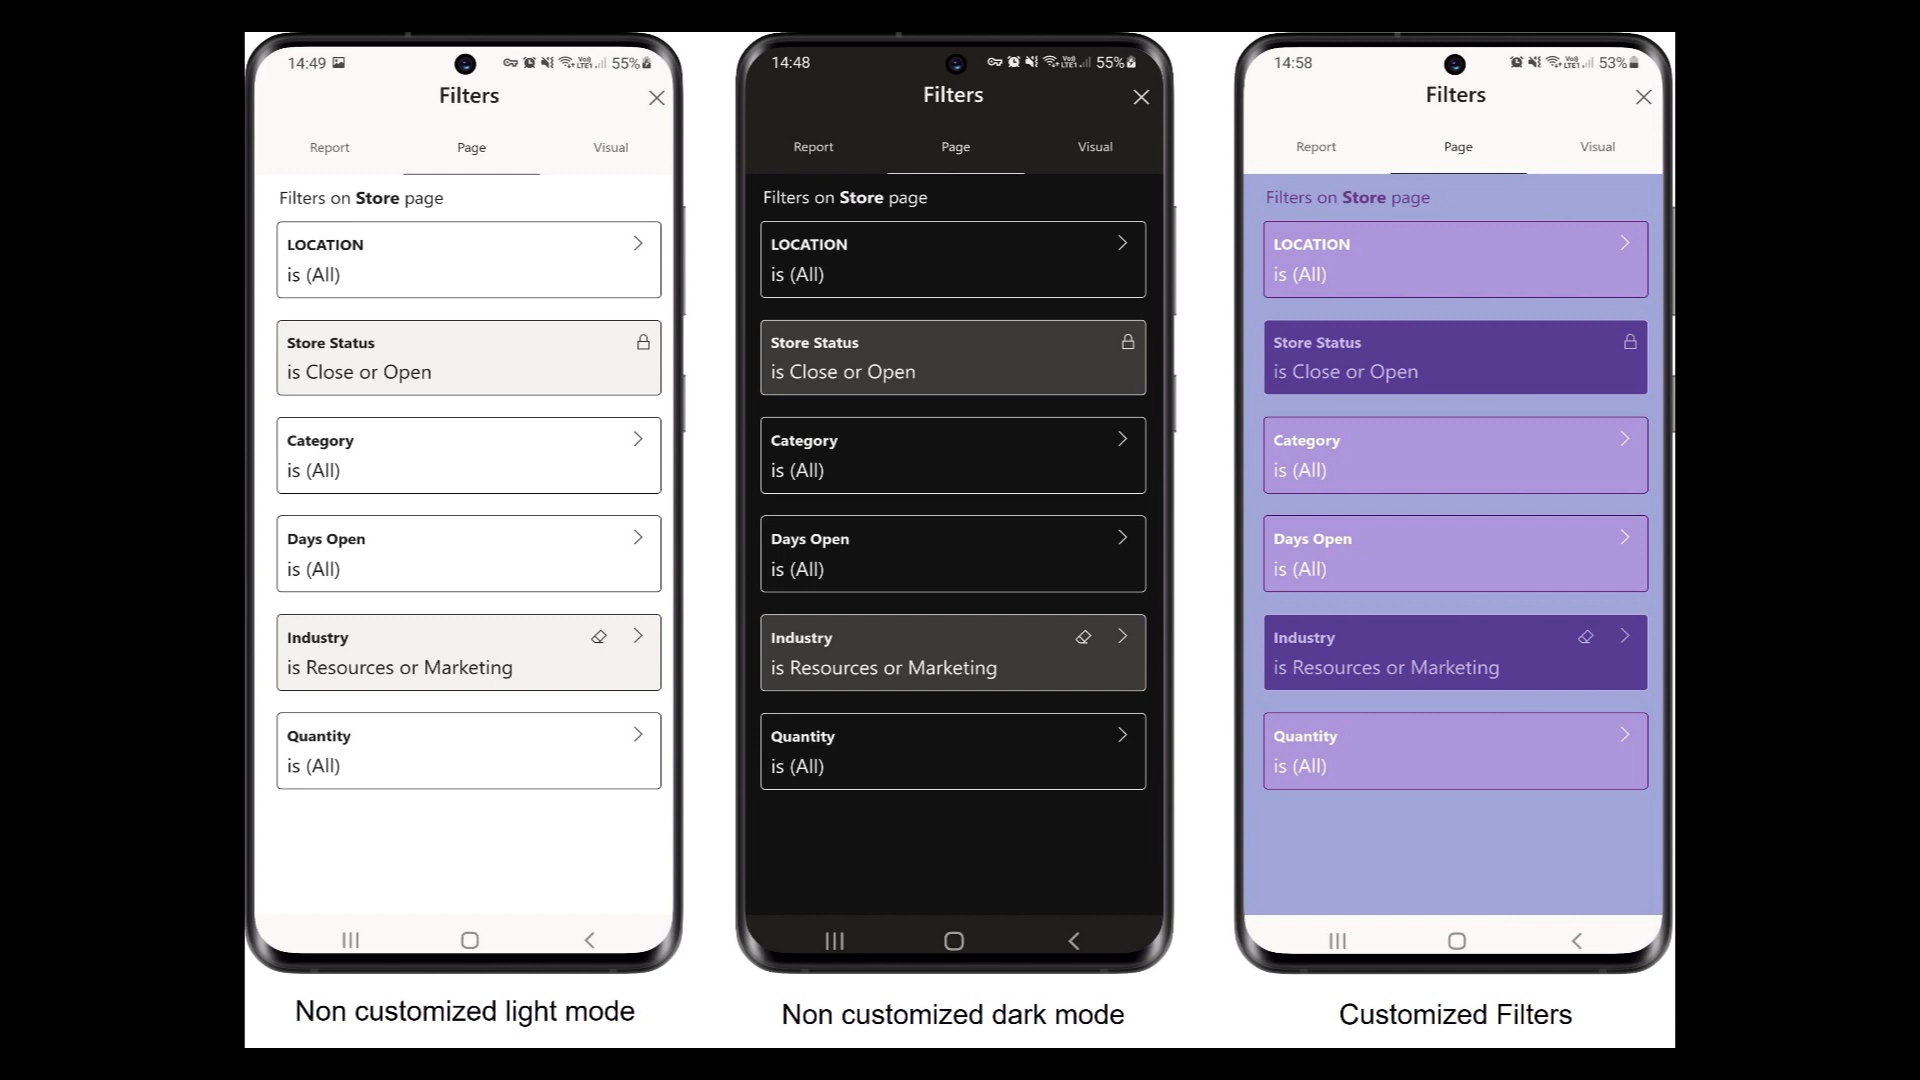 14:49
55%
Filters
Report Page Visual
Filters on Store page
LOCATION
is (All)
Store Status
is Close or Open
Category
is (All)
Days Open
is (All)
Industry
is Resources or Marketing
Quantity
is (All)
Non customized light mode
14:48
55%
Filters
Report Page Visual
Filters on Store page
LOCATION
is (All)
Store Status
is Close or Open
Category
is (All)
Days Open
is (All)
Industry
is Resources or Marketing
Quantity
is (All)
Non customized dark mode
14:58
53%
Filters
Report Page Visual
Filters on Store page
LOCATION
is (All)
Store Status
is Close or Open
Category
is (All)
Days Open
is (All)
Industry
is Resources or Marketing
Quantity
is (All)
Customized Filters